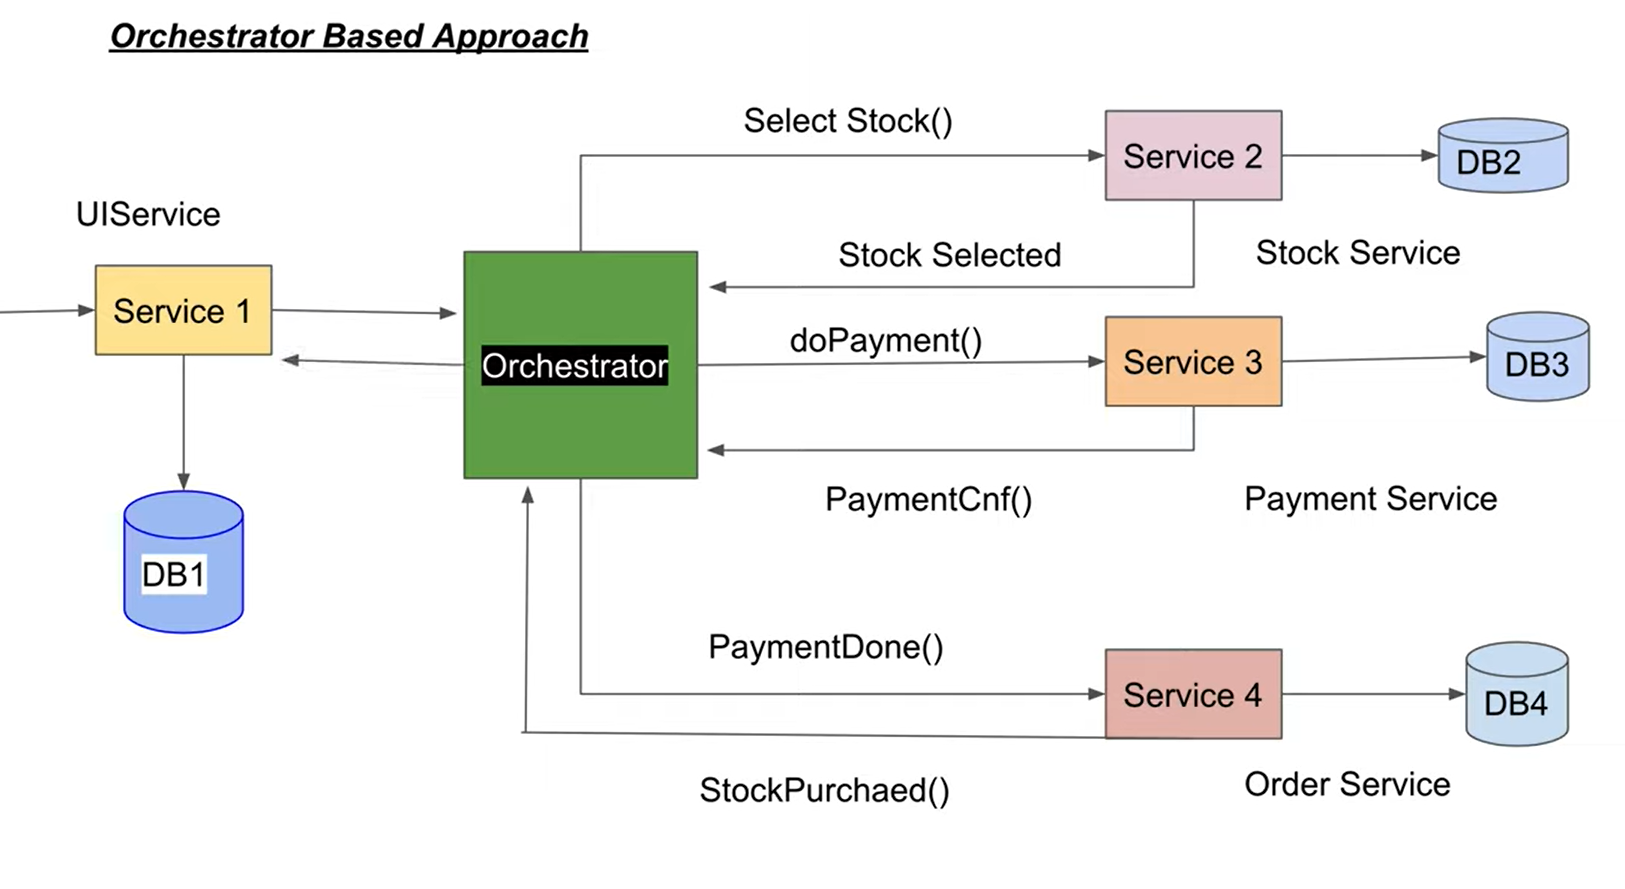 Orchestrator Based Approach
Select Stock()
Service 2
DB2
UIService
Stock Selected
Stock Service
Service 1
doPayment()
Orchestrator
Service 3
DB3
PaymentCnf()
Payment Service
DB1
PaymentDone()
Service 4
DB4
StockPurchaed()
Order Service